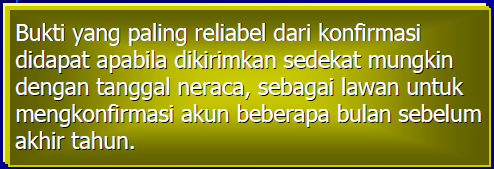 Bukti yang paling reliabel dari konfirmasi
didapat apabila dikirimkan sedekat mungkin
dengan tanggal neraca, sebagai lawan untuk
mengkonfirmasi akun beberapa bulan sebelum
akhir tahun.